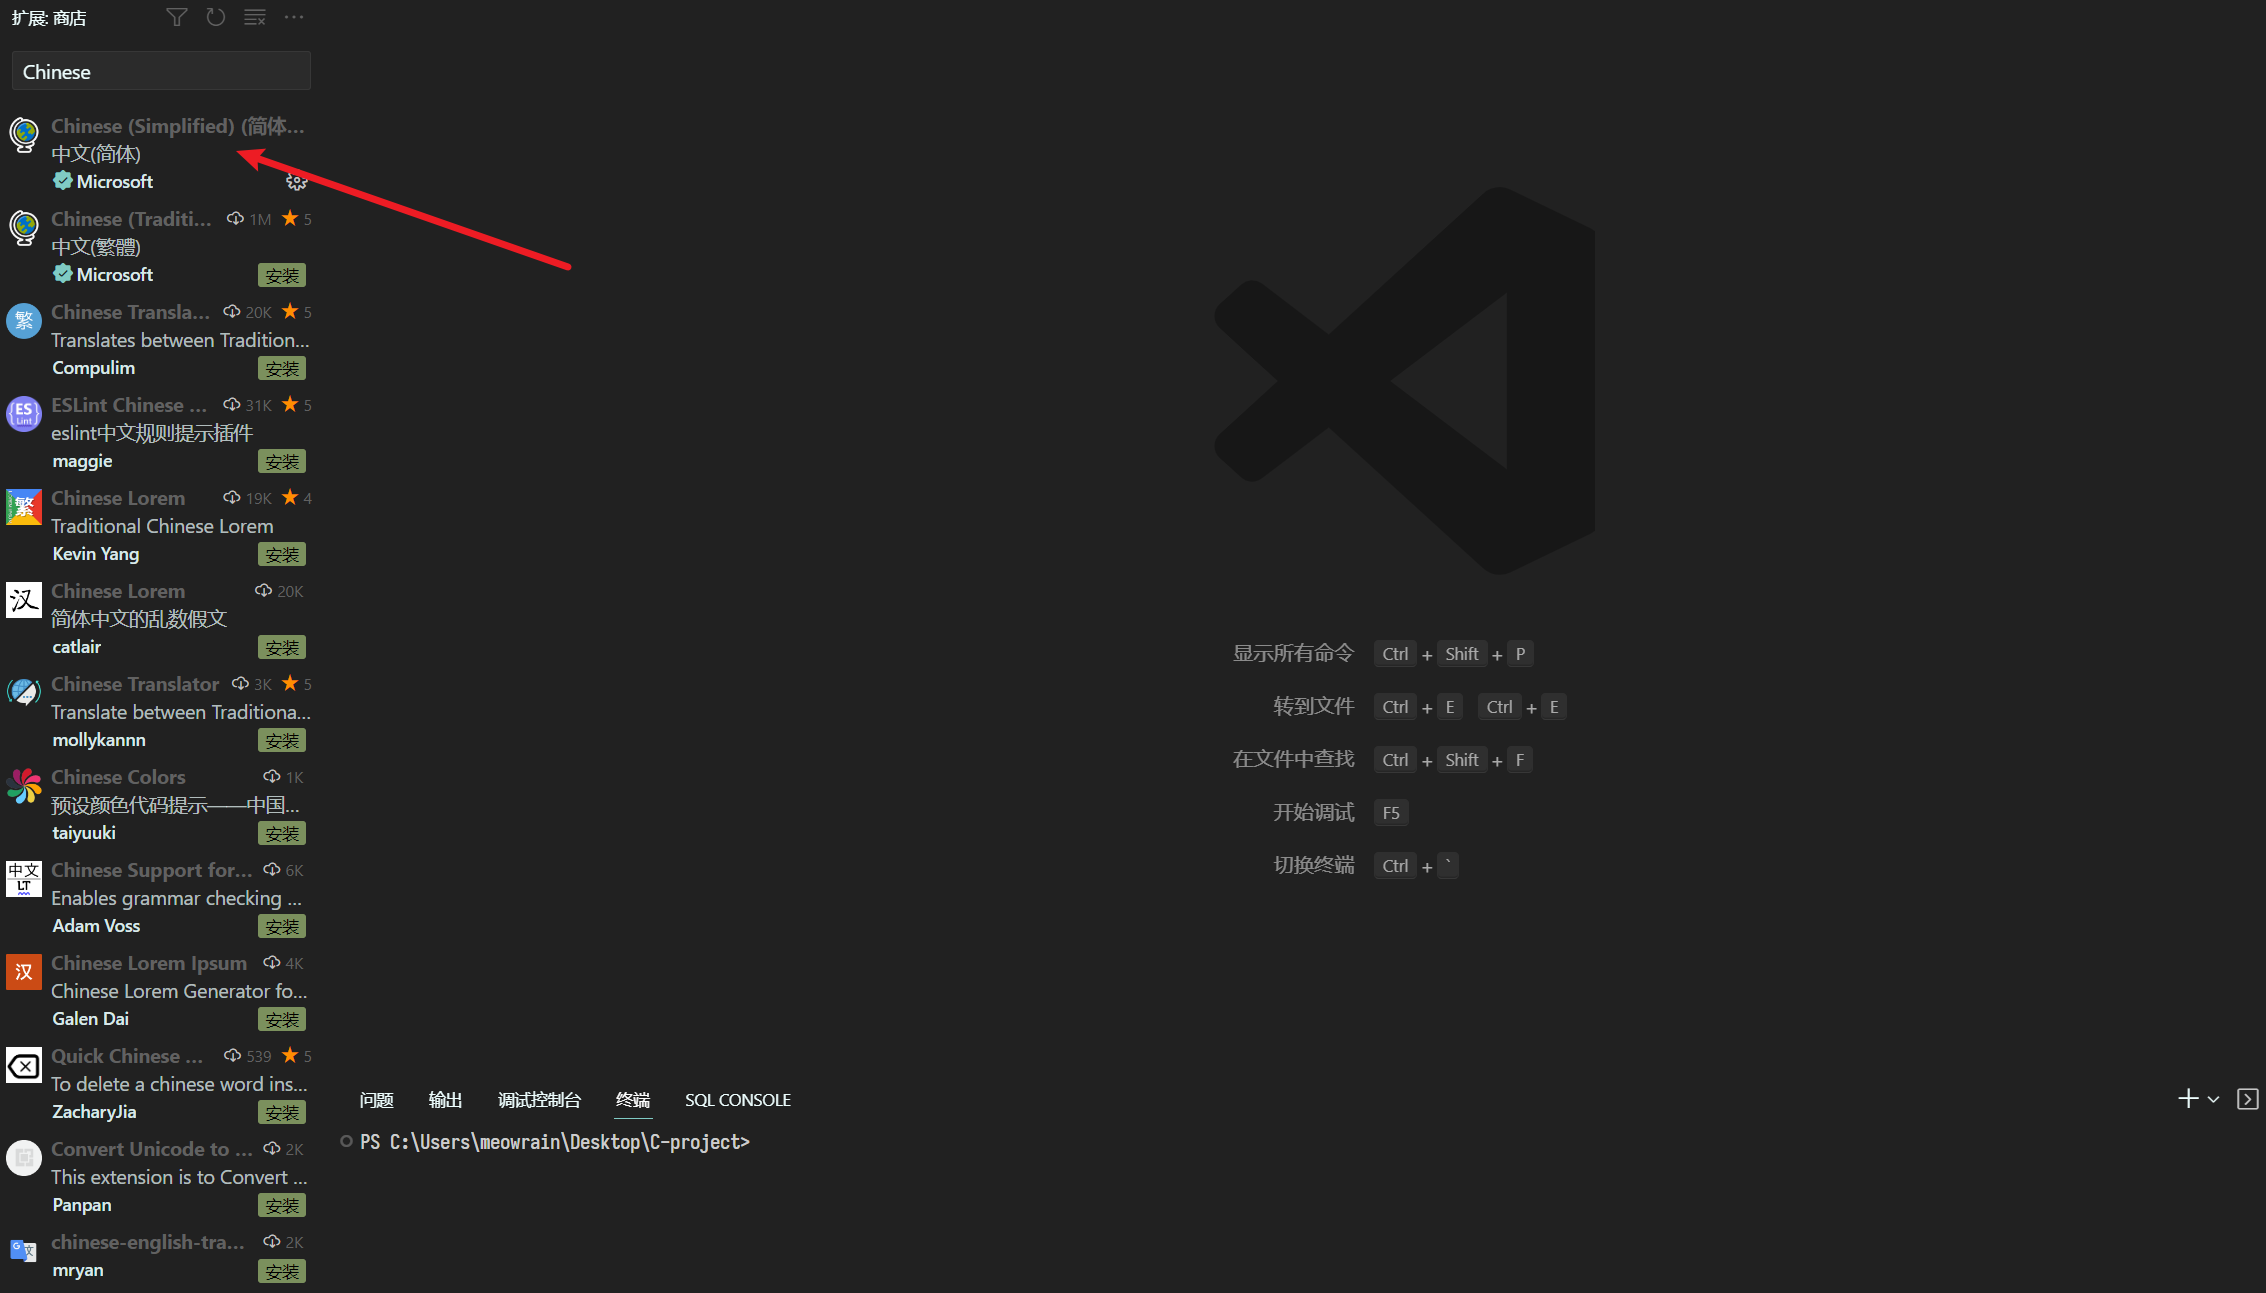 扩展: 商店
Chinese
Chinese (Simplified) (简体...
中文(简体)
Microsoft
Chinese (Traditi... 1M 5
中文(繁體)
Microsoft 安装
繁
Chinese Transla... 20K 5
Translates between Tradition...
Compulim 安装
ES
Lint
ESLint Chinese ... 31K 5
eslint中文规则提示插件
maggie 安装
繁
Chinese Lorem 19K 4
Traditional Chinese Lorem
Kevin Yang 安装
汉
Chinese Lorem 20K
简体中文的乱数假文
catlair 安装
Chinese Translator 3K 5
Translate between Traditiona...
mollykannn 安装
Chinese Colors 1K
预设颜色代码提示——中国...
taiyuuki 安装
中文
LT
Chinese Support for... 6K
Enables grammar checking ...
Adam Voss 安装
汉
Chinese Lorem Ipsum 4K
Chinese Lorem Generator fo...
Galen Dai 安装
Quick Chinese ... 539 5
To delete a chinese word ins...
ZacharyJia 安装
Convert Unicode to ... 2K
This extension is to Convert ...
Panpan 安装
G 文
chinese-english-tra... 2K
mryan 安装
显示所有命令 Ctrl + Shift + P
转到文件 Ctrl + E Ctrl + E
在文件中查找 Ctrl + Shift + F
开始调试 F5
切换终端 Ctrl + `
问题 输出 调试控制台 终端 SQL CONSOLE
PS C:\Users\meowrain\Desktop\C-project>